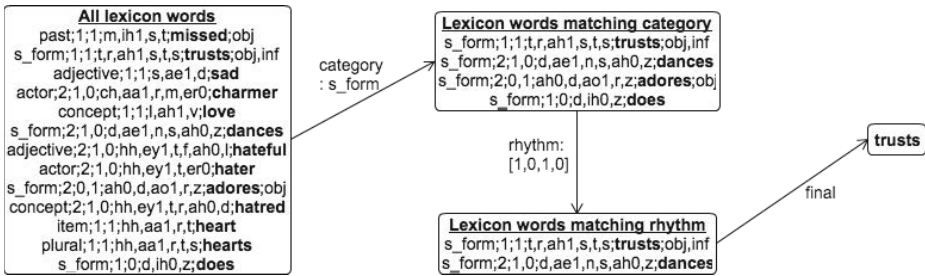 All lexicon words
past;1;1;m,ih1,s,t;missed;obj
s_form;1;1;t,r,ah1,s,t,s;trusts;obj,inf
adjective;1;1;s,ae1,d;sad
actor;2;1,0;ch,aa1,r,m,er0;charmer
concept;1;1;l,ah1,v;love
s_form;2;1,0;d,ae1,n,s,ah0,z;dances
adjective;2;1,0;hh,ey1,t,f,ah0,l;hateful
actor;2;1,0;hh,ey1,t,er0;hater
s_form;2;0,1;ah0,d,ao1,r,z;adores;obj
concept;2;1,0;hh,ey1,t,r,ah0,d;hatred
item;1;1;hh,aa1,r,t;heart
plural;1;1;hh,aa1,r,t,s;hearts
s_form;1;0;d,ih0,z;does
category
: s_form
Lexicon words matching category
s_form;1;1;t,r,ah1,s,t,s;trusts;obj,inf
s_form;2;1,0;d,ae1,n,s,ah0,z;dances
s_form;2;0,1;ah0,d,ao1,r,z;adores;obj
s_form;1;0;d,ih0,z;does
rhythm:
[1,0,1,0]
Lexicon words matching rhythm
s_form;1;1;t,r,ah1,s,t,s;trusts;obj,inf
s_form;2;1,0;d,ae1,n,s,ah0,z;dances
final
trusts